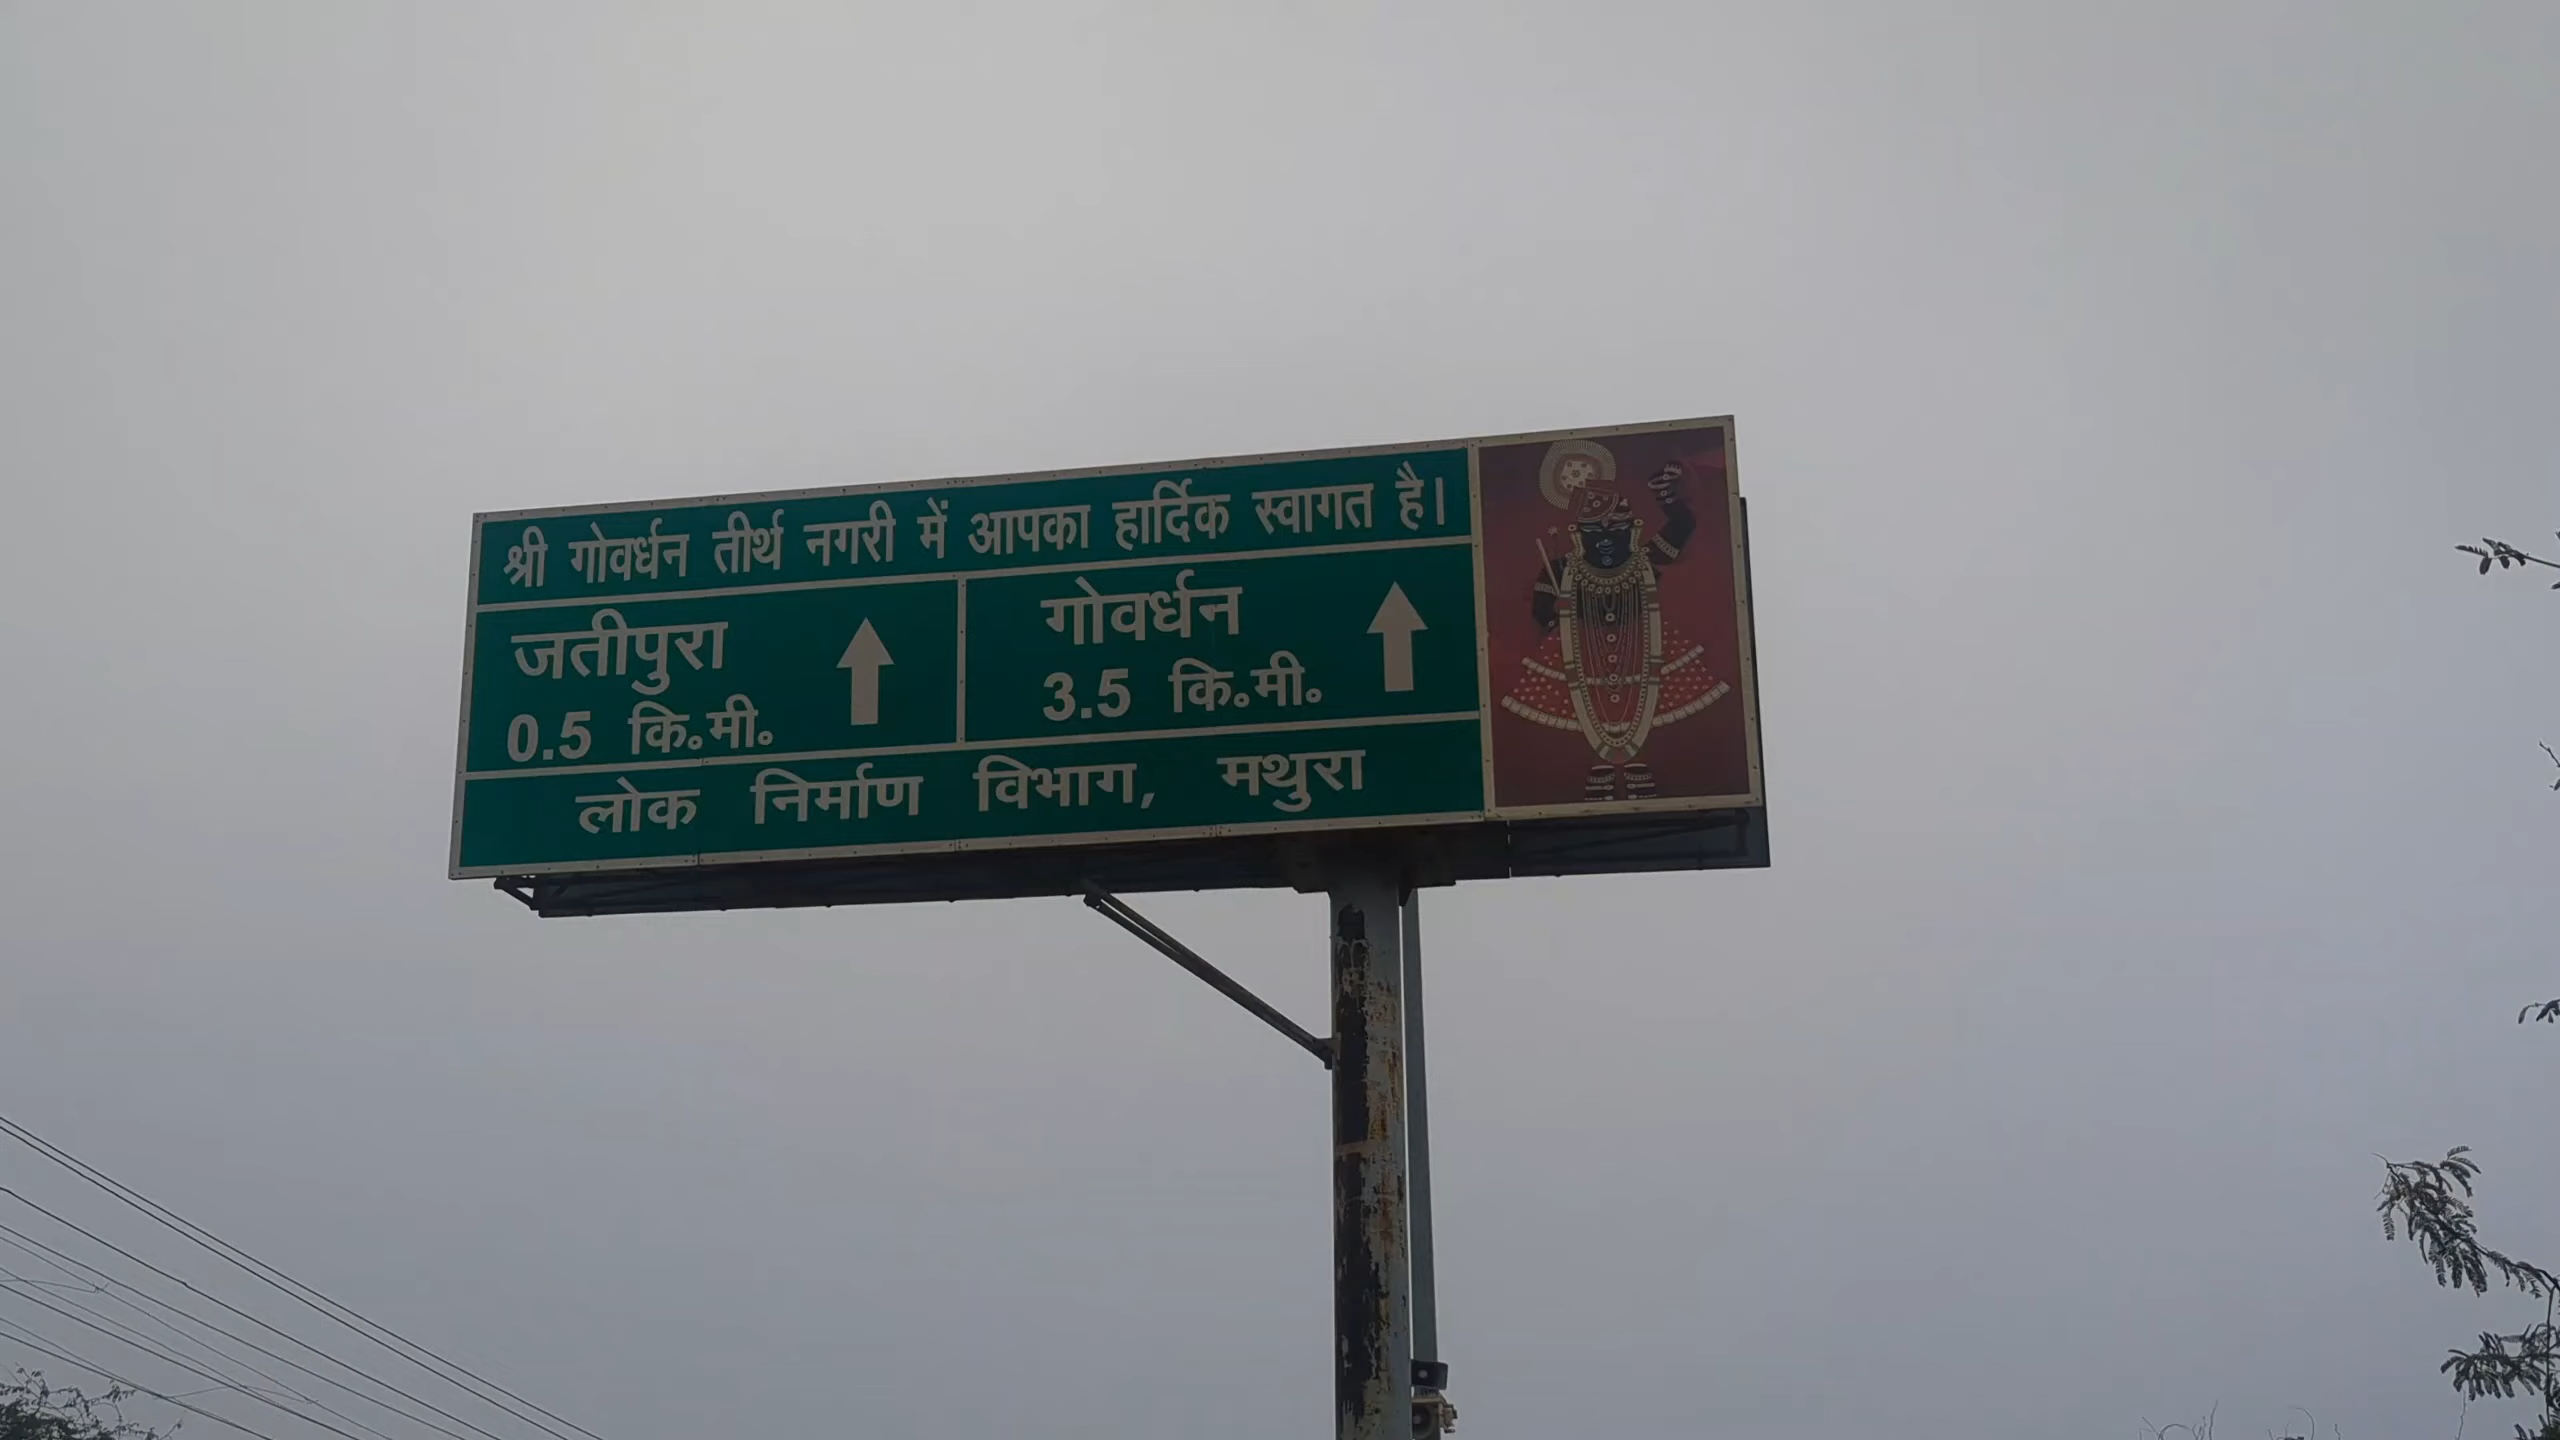 श्री गोवर्धन तीर्थ नगरी में आपका हार्दिक स्वागत है।
जतीपुरा
0.5 कि.मी.
गोवर्धन
3.5 कि.मी.
लोक निर्माण विभाग, मथुरा